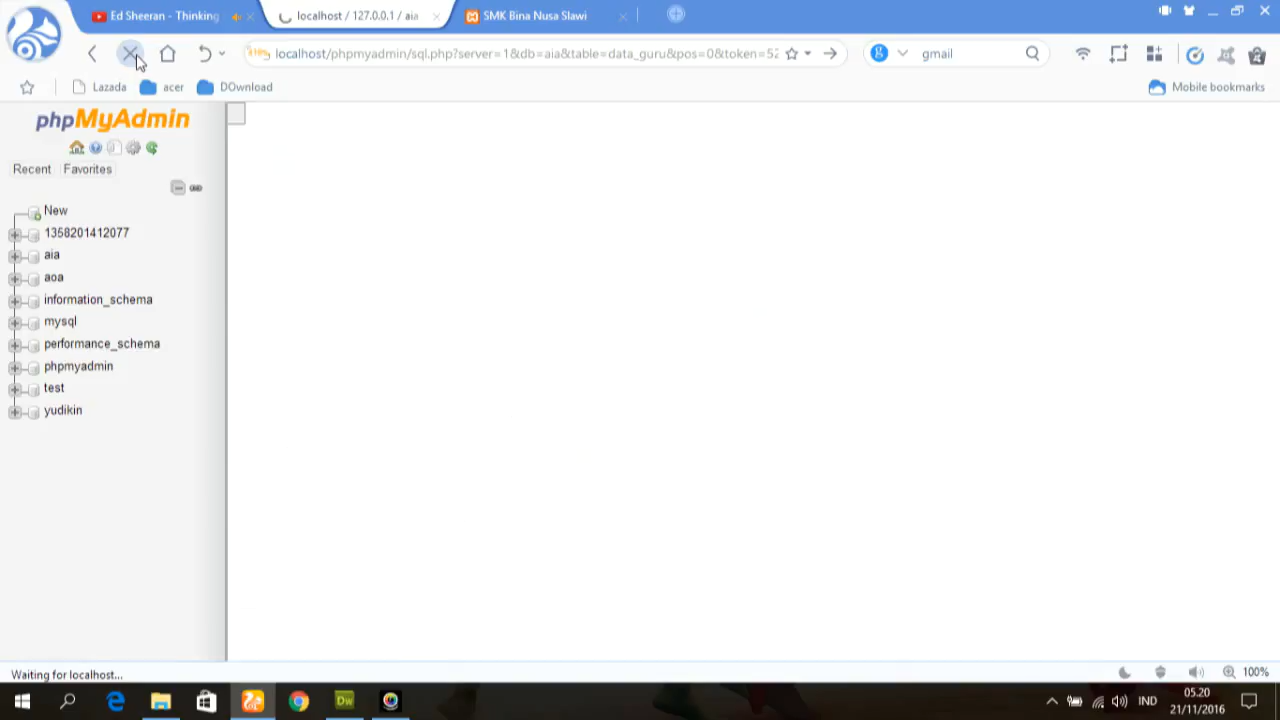 Ed Sheeran - Thinking
localhost / 127.0.0.1 / aia
SMK Bina Nusa Slawi
localhost/phpmyadmin/sql.php?server=1&db=aia&table=data_guru&pos=0&token=52
gmail
Lazada
acer
DOwnload
Mobile bookmarks
phpMyAdmin
Recent Favorites
New
1358201412077
aia
aoa
information_schema
mysql
performance_schema
phpmyadmin
test
yudikin
Waiting for localhost...
100%
Dw
IND
05.20
21/11/2016